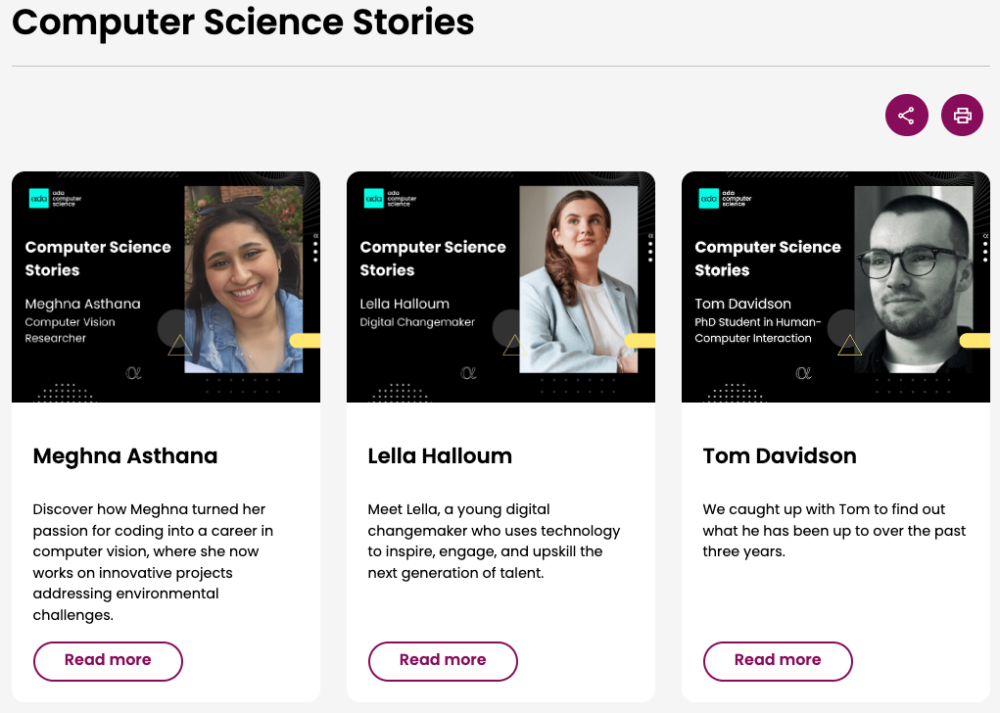 Computer Science Stories
ada
ada
computer
science
Computer Science
Stories
Meghna Asthana
Computer Vision
Researcher
α
Meghna Asthana
Discover how Meghna turned her
passion for coding into a career in
computer vision, where she now
works on innovative projects
addressing environmental
challenges.
Read more
ada
ada
computer
science
Computer Science
Stories
Lella Halloum
Digital Changemaker
α
Lella Halloum
Meet Lella, a young digital
changemaker who uses technology
to inspire, engage, and upskill the
next generation of talent.
Read more
ada
ada
computer
science
Computer Science
Stories
Tom Davidson
PhD Student in Human-
Computer Interaction
α
Tom Davidson
We caught up with Tom to find out
what he has been up to over the past
three years.
Read more